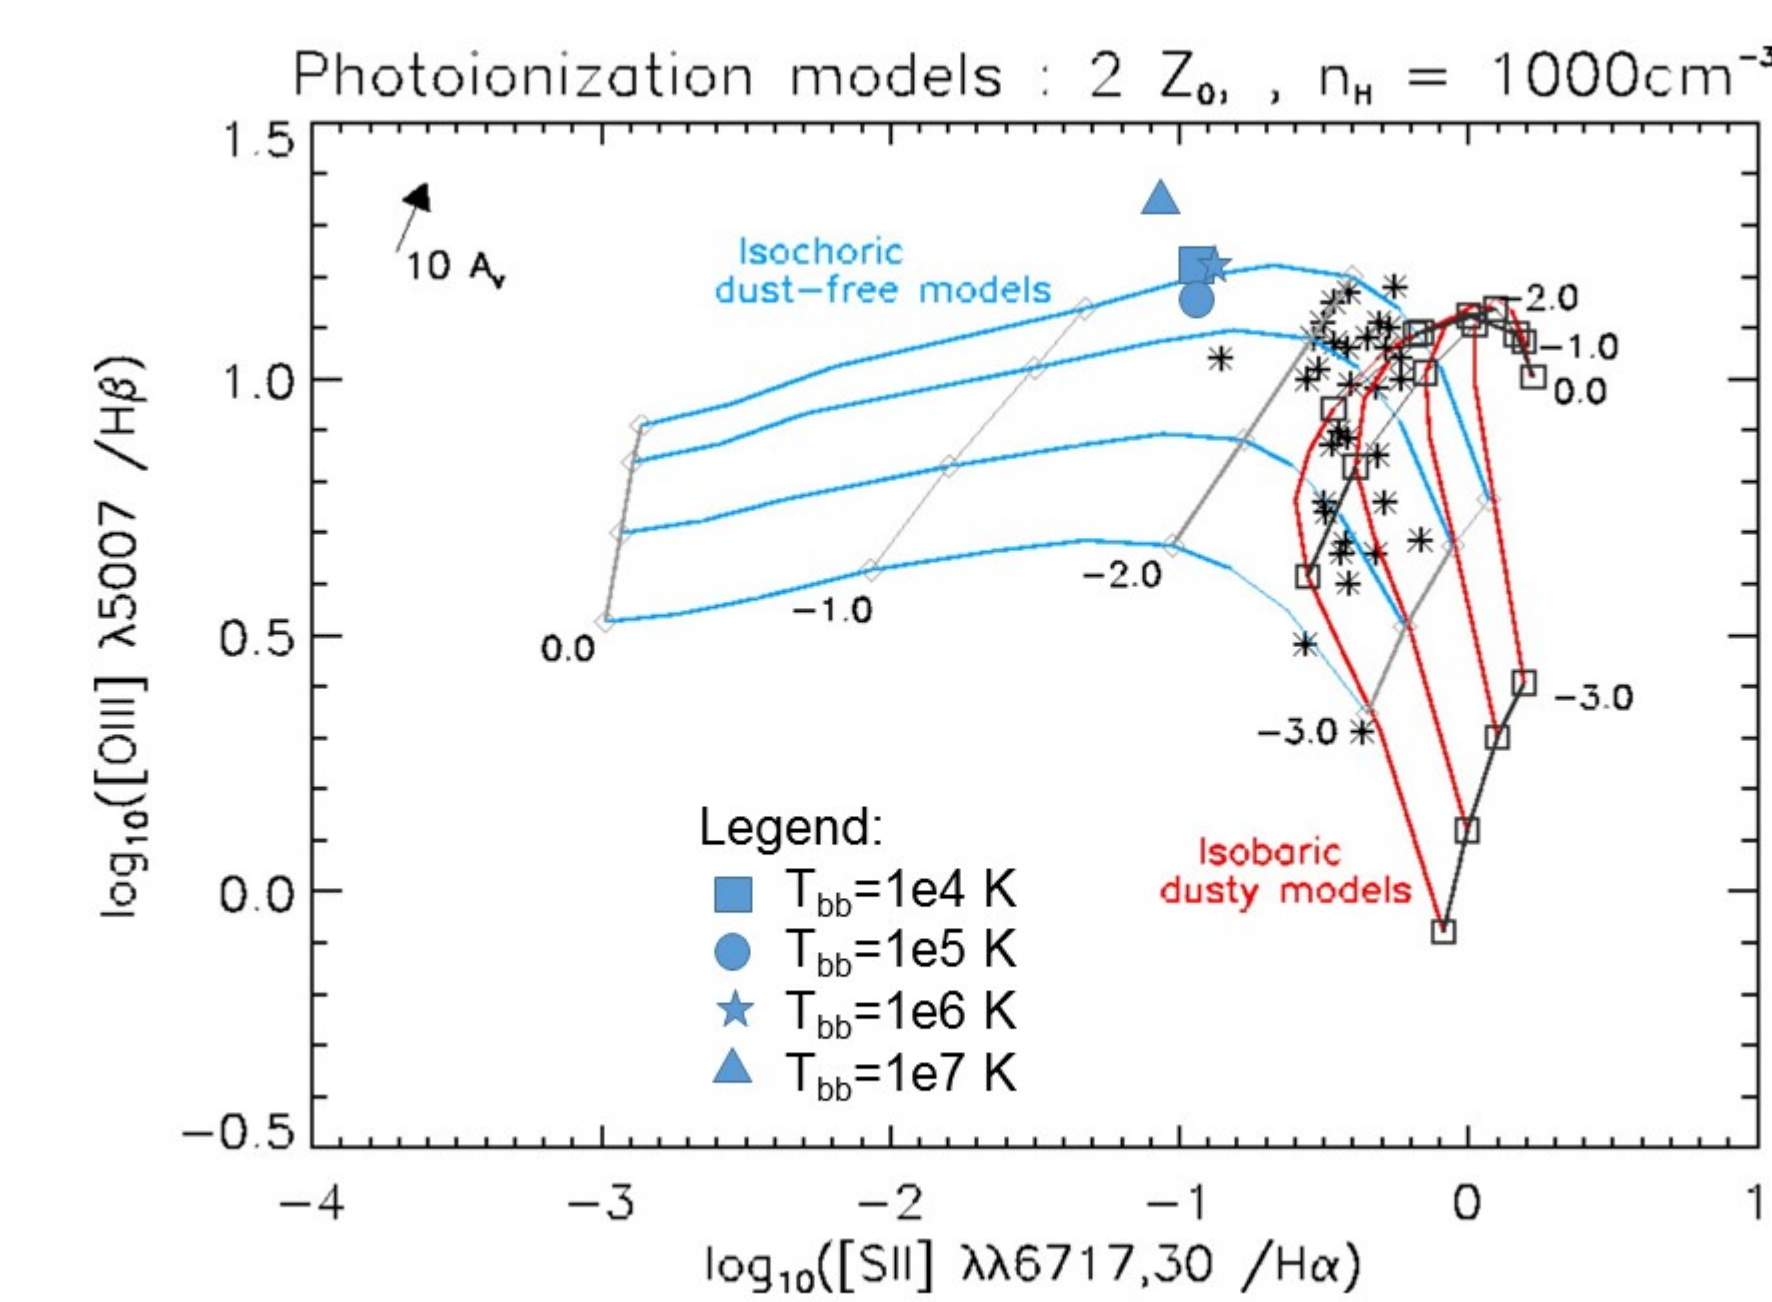 Photoionization models : 2 Z₀, , n_H = 1000cm⁻³
1.5
1.0
0.5
0.0
−0.5
log₁₀([OIII] λ5007 /Hβ)
10 Aᵥ
Isochoric
dust−free models
−2.0
−1.0
0.0
−3.0
0.0
−1.0
−2.0
−3.0
Isobaric
dusty models
Legend:
T_bb=1e4 K
T_bb=1e5 K
T_bb=1e6 K
T_bb=1e7 K
−4 −3 −2 −1 0 1
log₁₀([SII] λλ6717,30 /Hα)